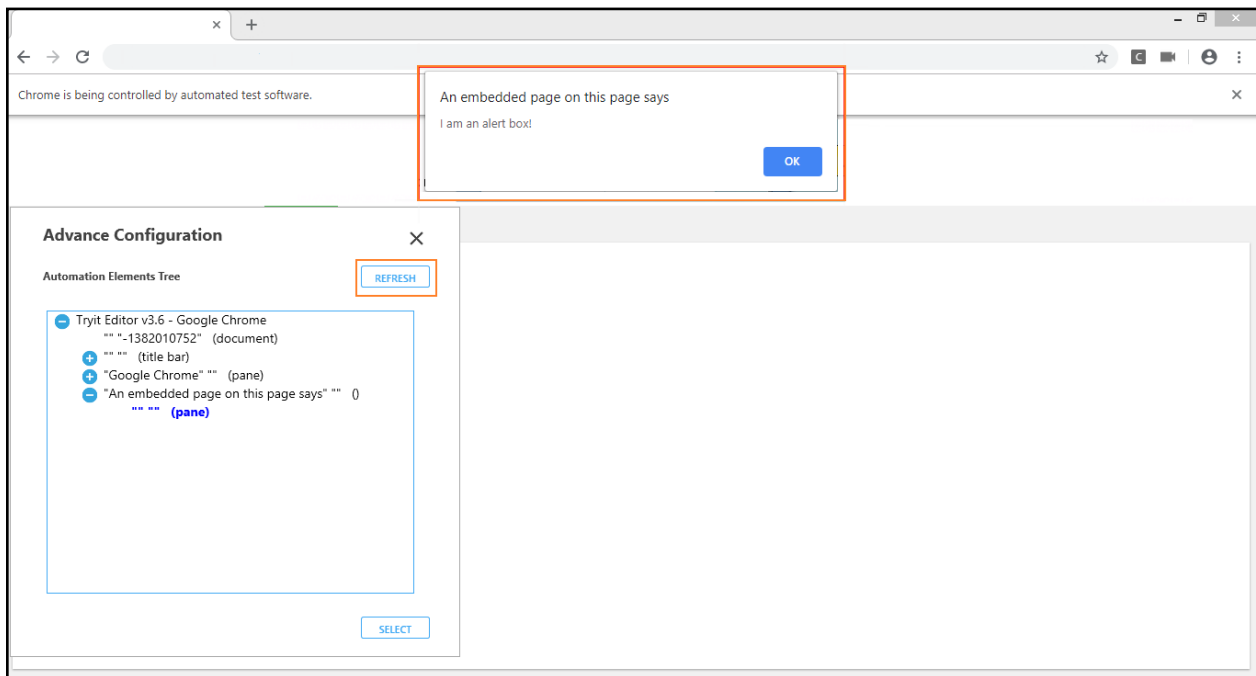 Chrome is being controlled by automated test software.
An embedded page on this page says
I am an alert box!
OK
Advance Configuration
Automation Elements Tree
REFRESH
Tryit Editor v3.6 - Google Chrome
"" "-1382010752" (document)
"" "" (title bar)
"Google Chrome" "" (pane)
"An embedded page on this page says" "" ()
"" "" (pane)
SELECT